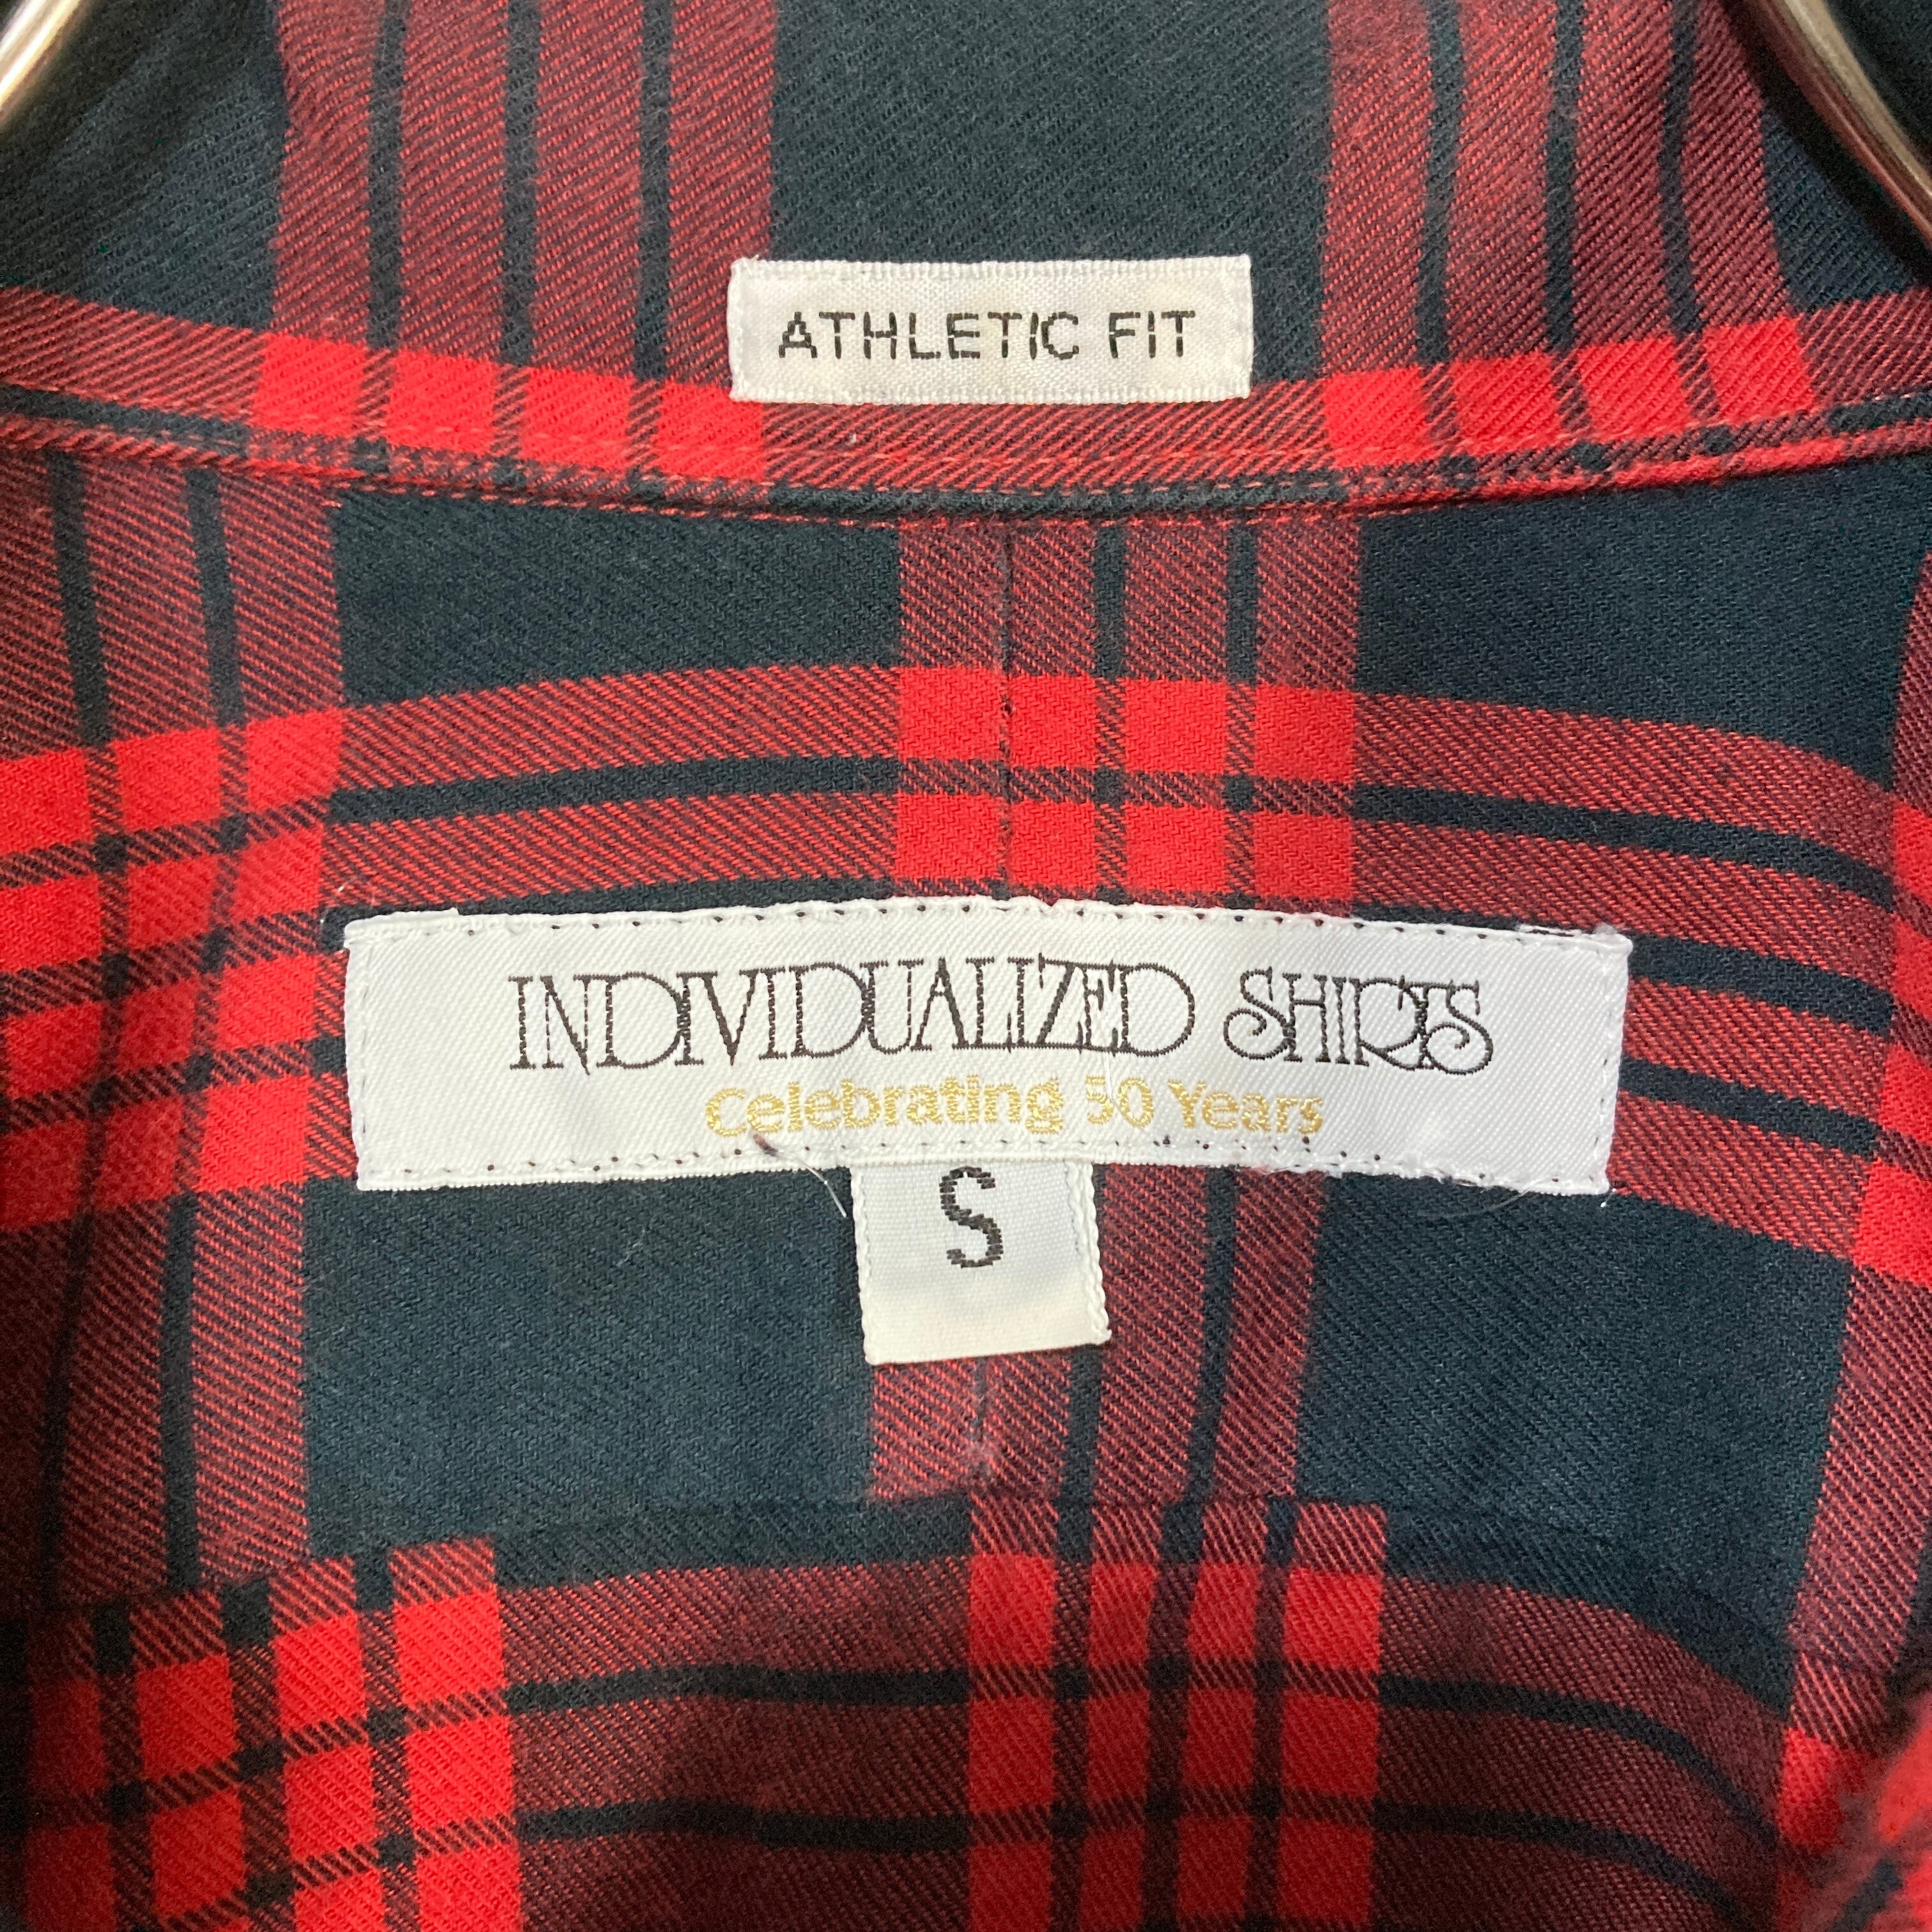 ATHLETIC FIT
INDIVIDUALIZED SHIRTS
Celebrating 50 Years
S